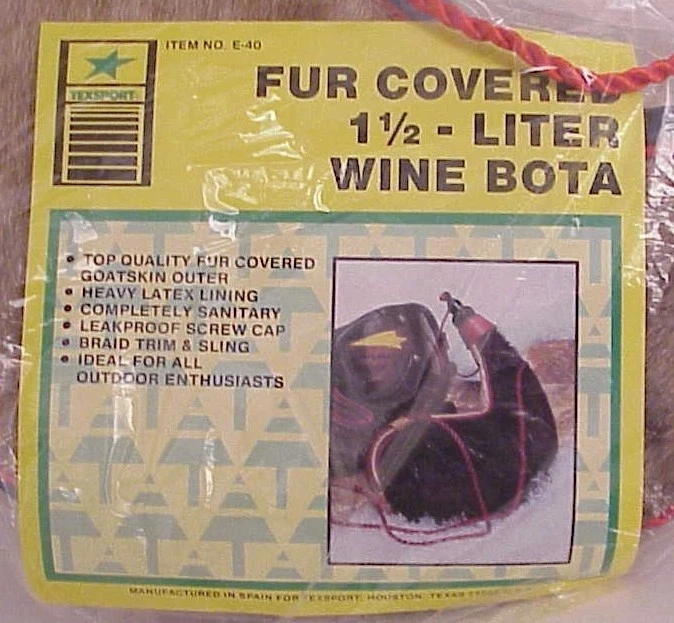 ITEM NO. E-40
TEXSPORT
FUR COVERED
1½ - LITER
WINE BOTA
• TOP QUALITY FUR COVERED
GOATSKIN OUTER
• HEAVY LATEX LINING
• COMPLETELY SANITARY
• LEAKPROOF SCREW CAP
• BRAID TRIM & SLING
• IDEAL FOR ALL
OUTDOOR ENTHUSIASTS
MANUFACTURED IN SPAIN FOR TEXSPORT, HOUSTON, TEXAS